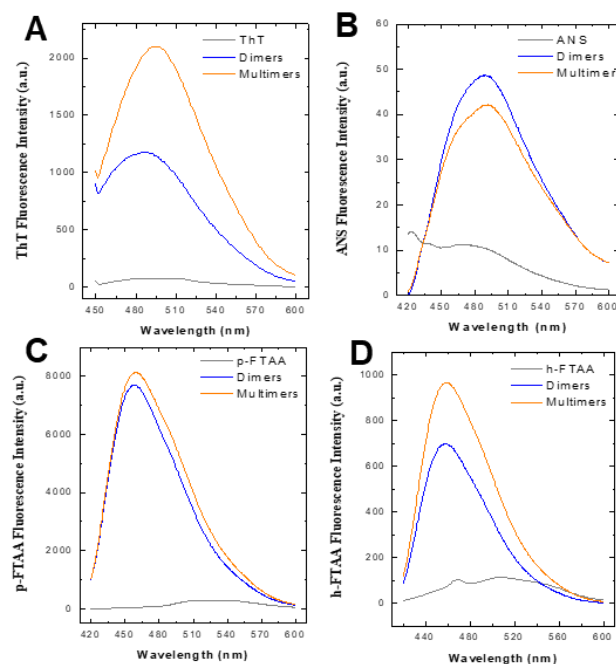 A
ThT
Dimers
Multimers
2000
1500
1000
500
0
ThT Fluorescence Intensity (a.u.)
450 480 510 540 570 600
Wavelength (nm)
B
ANS
Dimers
Multimer
60
50
40
30
20
10
0
ANS Fluorescence Intensity (a.u.)
420 450 480 510 540 570 600
Wavelength (nm)
C
p-FTAA
Dimers
Multimers
8000
6000
4000
2000
0
p-FTAA Fluorescence Intensity (a.u.)
420 450 480 510 540 570 600
Wavelength (nm)
D
h-FTAA
Dimers
Multimers
1000
800
600
400
200
0
h-FTAA Fluorescence Intensity (a.u.)
440 480 520 560 600
Wavelength (nm)